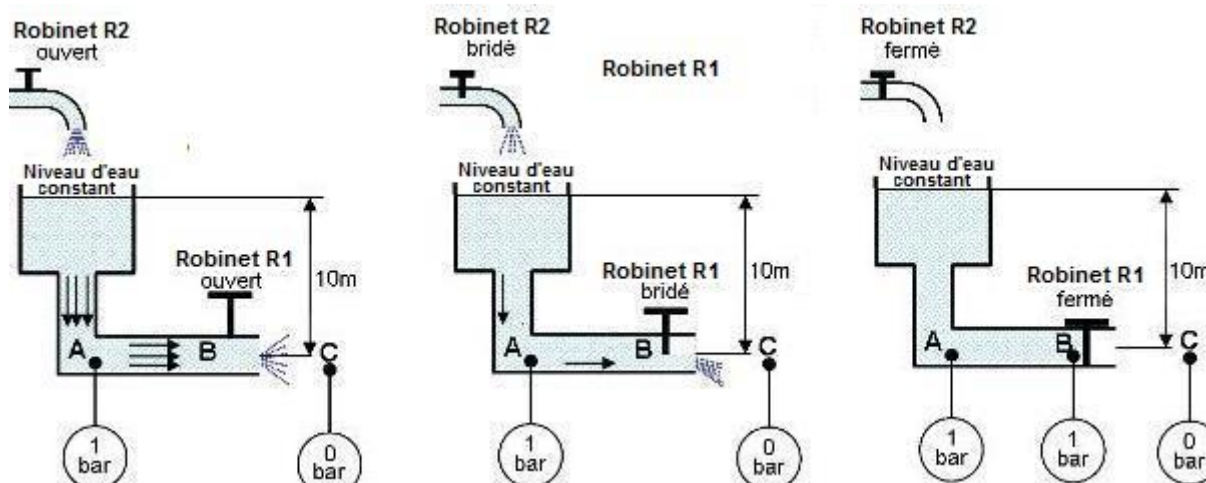 Robinet R2
ouvert
Niveau d'eau
constant
Robinet R1
ouvert
10m
A
B
C
1
bar
0
bar
Robinet R2
bridé
Robinet R1
Niveau d'eau
constant
Robinet R1
bridé
10m
A
B
C
1
bar
0
bar
Robinet R2
fermé
Niveau d'eau
constant
Robinet R1
fermé
10m
A
B
C
1
bar
1
bar
0
bar